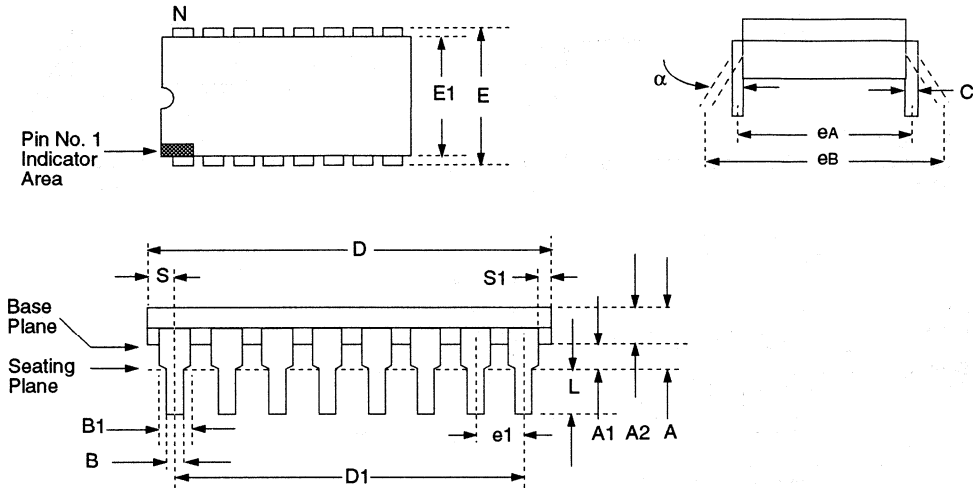 N
E1
E
Pin No. 1
Indicator
Area
α
C
eA
eB
D
S
S1
Base
Plane
Seating
Plane
L
B1
e1
A1
A2
A
B
D1